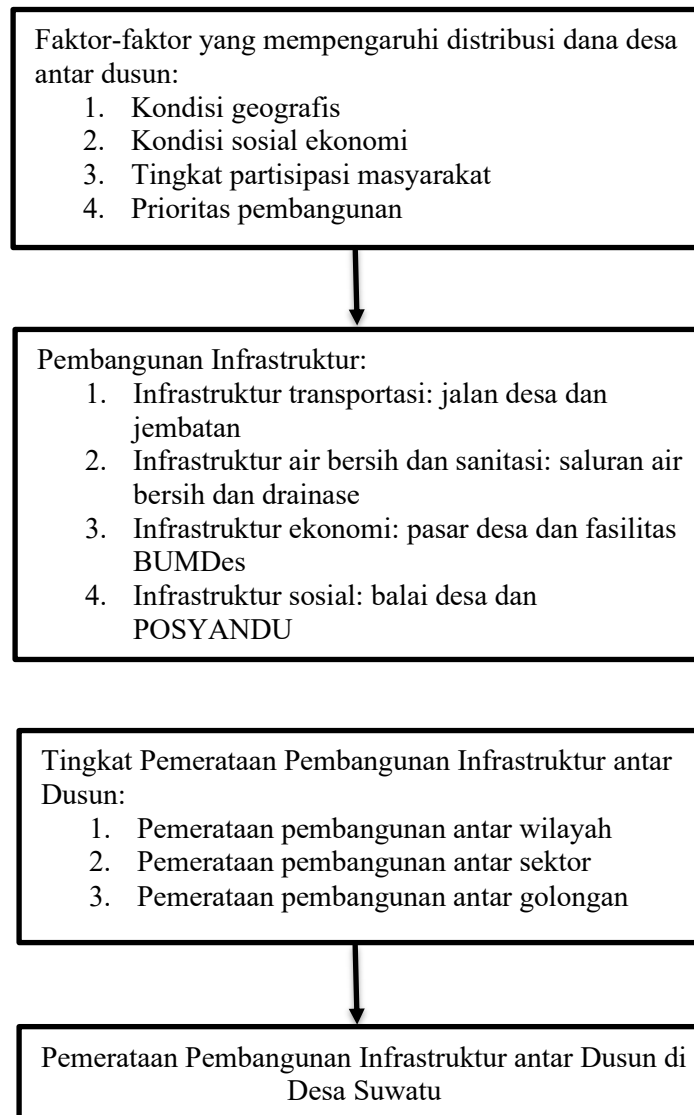 Faktor-faktor yang mempengaruhi distribusi dana desa
antar dusun:
1. Kondisi geografis
2. Kondisi sosial ekonomi
3. Tingkat partisipasi masyarakat
4. Prioritas pembangunan
Pembangunan Infrastruktur:
1. Infrastruktur transportasi: jalan desa dan
jembatan
2. Infrastruktur air bersih dan sanitasi: saluran air
bersih dan drainase
3. Infrastruktur ekonomi: pasar desa dan fasilitas
BUMDes
4. Infrastruktur sosial: balai desa dan
POSYANDU
Tingkat Pemerataan Pembangunan Infrastruktur antar
Dusun:
1. Pemerataan pembangunan antar wilayah
2. Pemerataan pembangunan antar sektor
3. Pemerataan pembangunan antar golongan
Pemerataan Pembangunan Infrastruktur antar Dusun di
Desa Suwatu